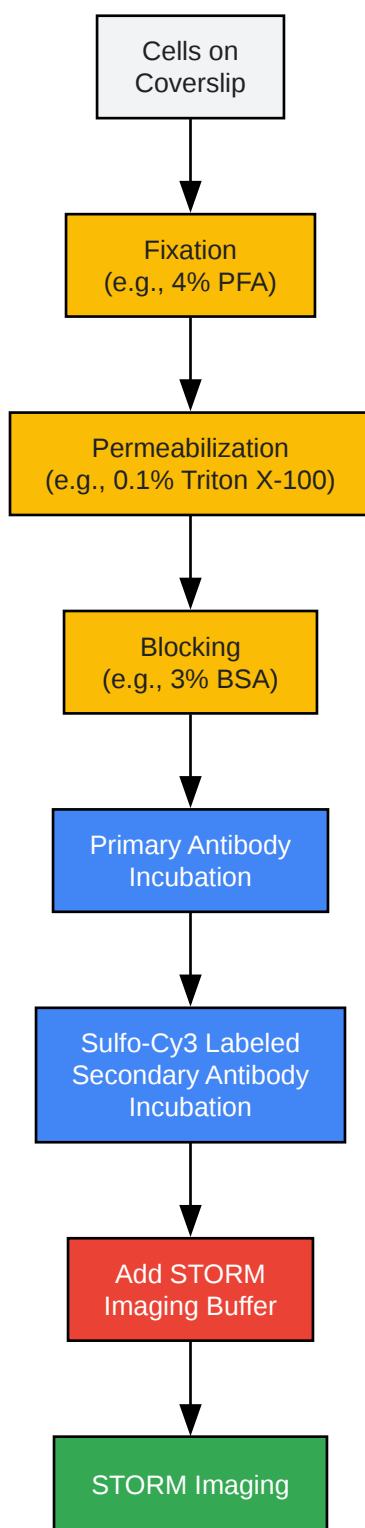 Cells on
Coverslip
Fixation
(e.g., 4% PFA)
Permeabilization
(e.g., 0.1% Triton X-100)
Blocking
(e.g., 3% BSA)
Primary Antibody
Incubation
Sulfo-Cy3 Labeled
Secondary Antibody
Incubation
Add STORM
Imaging Buffer
STORM Imaging